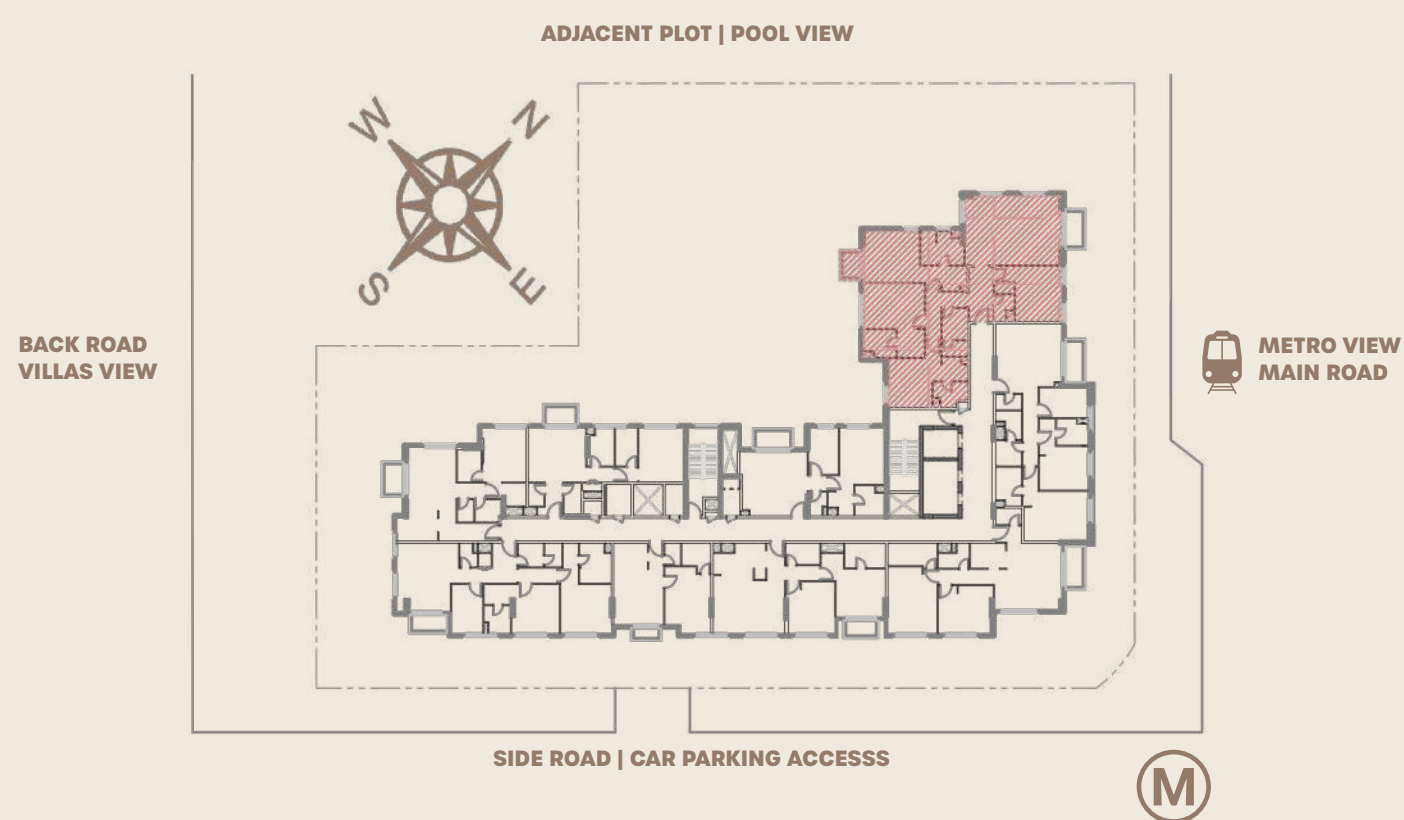 ADJACENT PLOT | POOL VIEW
W
N
S
E
BACK ROAD
VILLAS VIEW
METRO VIEW
MAIN ROAD
SIDE ROAD | CAR PARKING ACCESSS
M